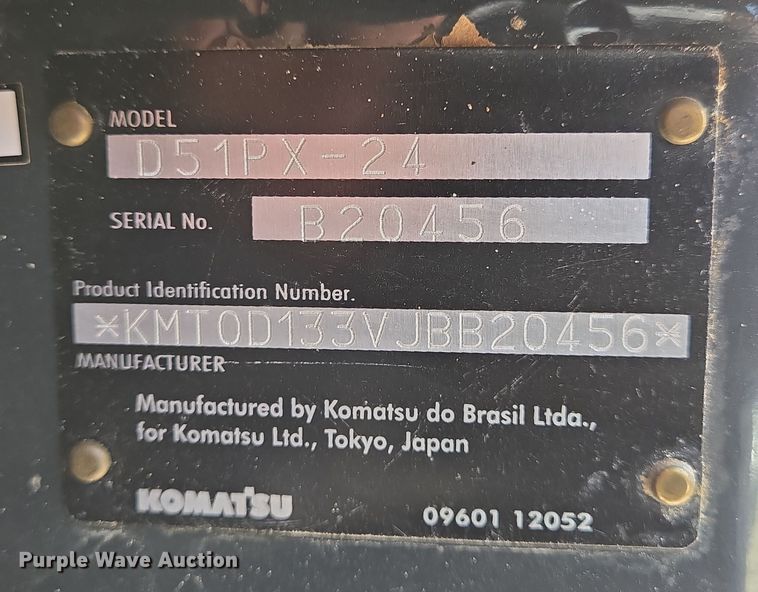 MODEL
D51PX-24
SERIAL No.
B20456
Product Identification Number.
*KMT0D133VJBB20456*
MANUFACTURER
Manufactured by Komatsu do Brasil Ltda.,
for Komatsu Ltd., Tokyo, Japan
KOMATSU
09601 12052
Purple Wave Auction